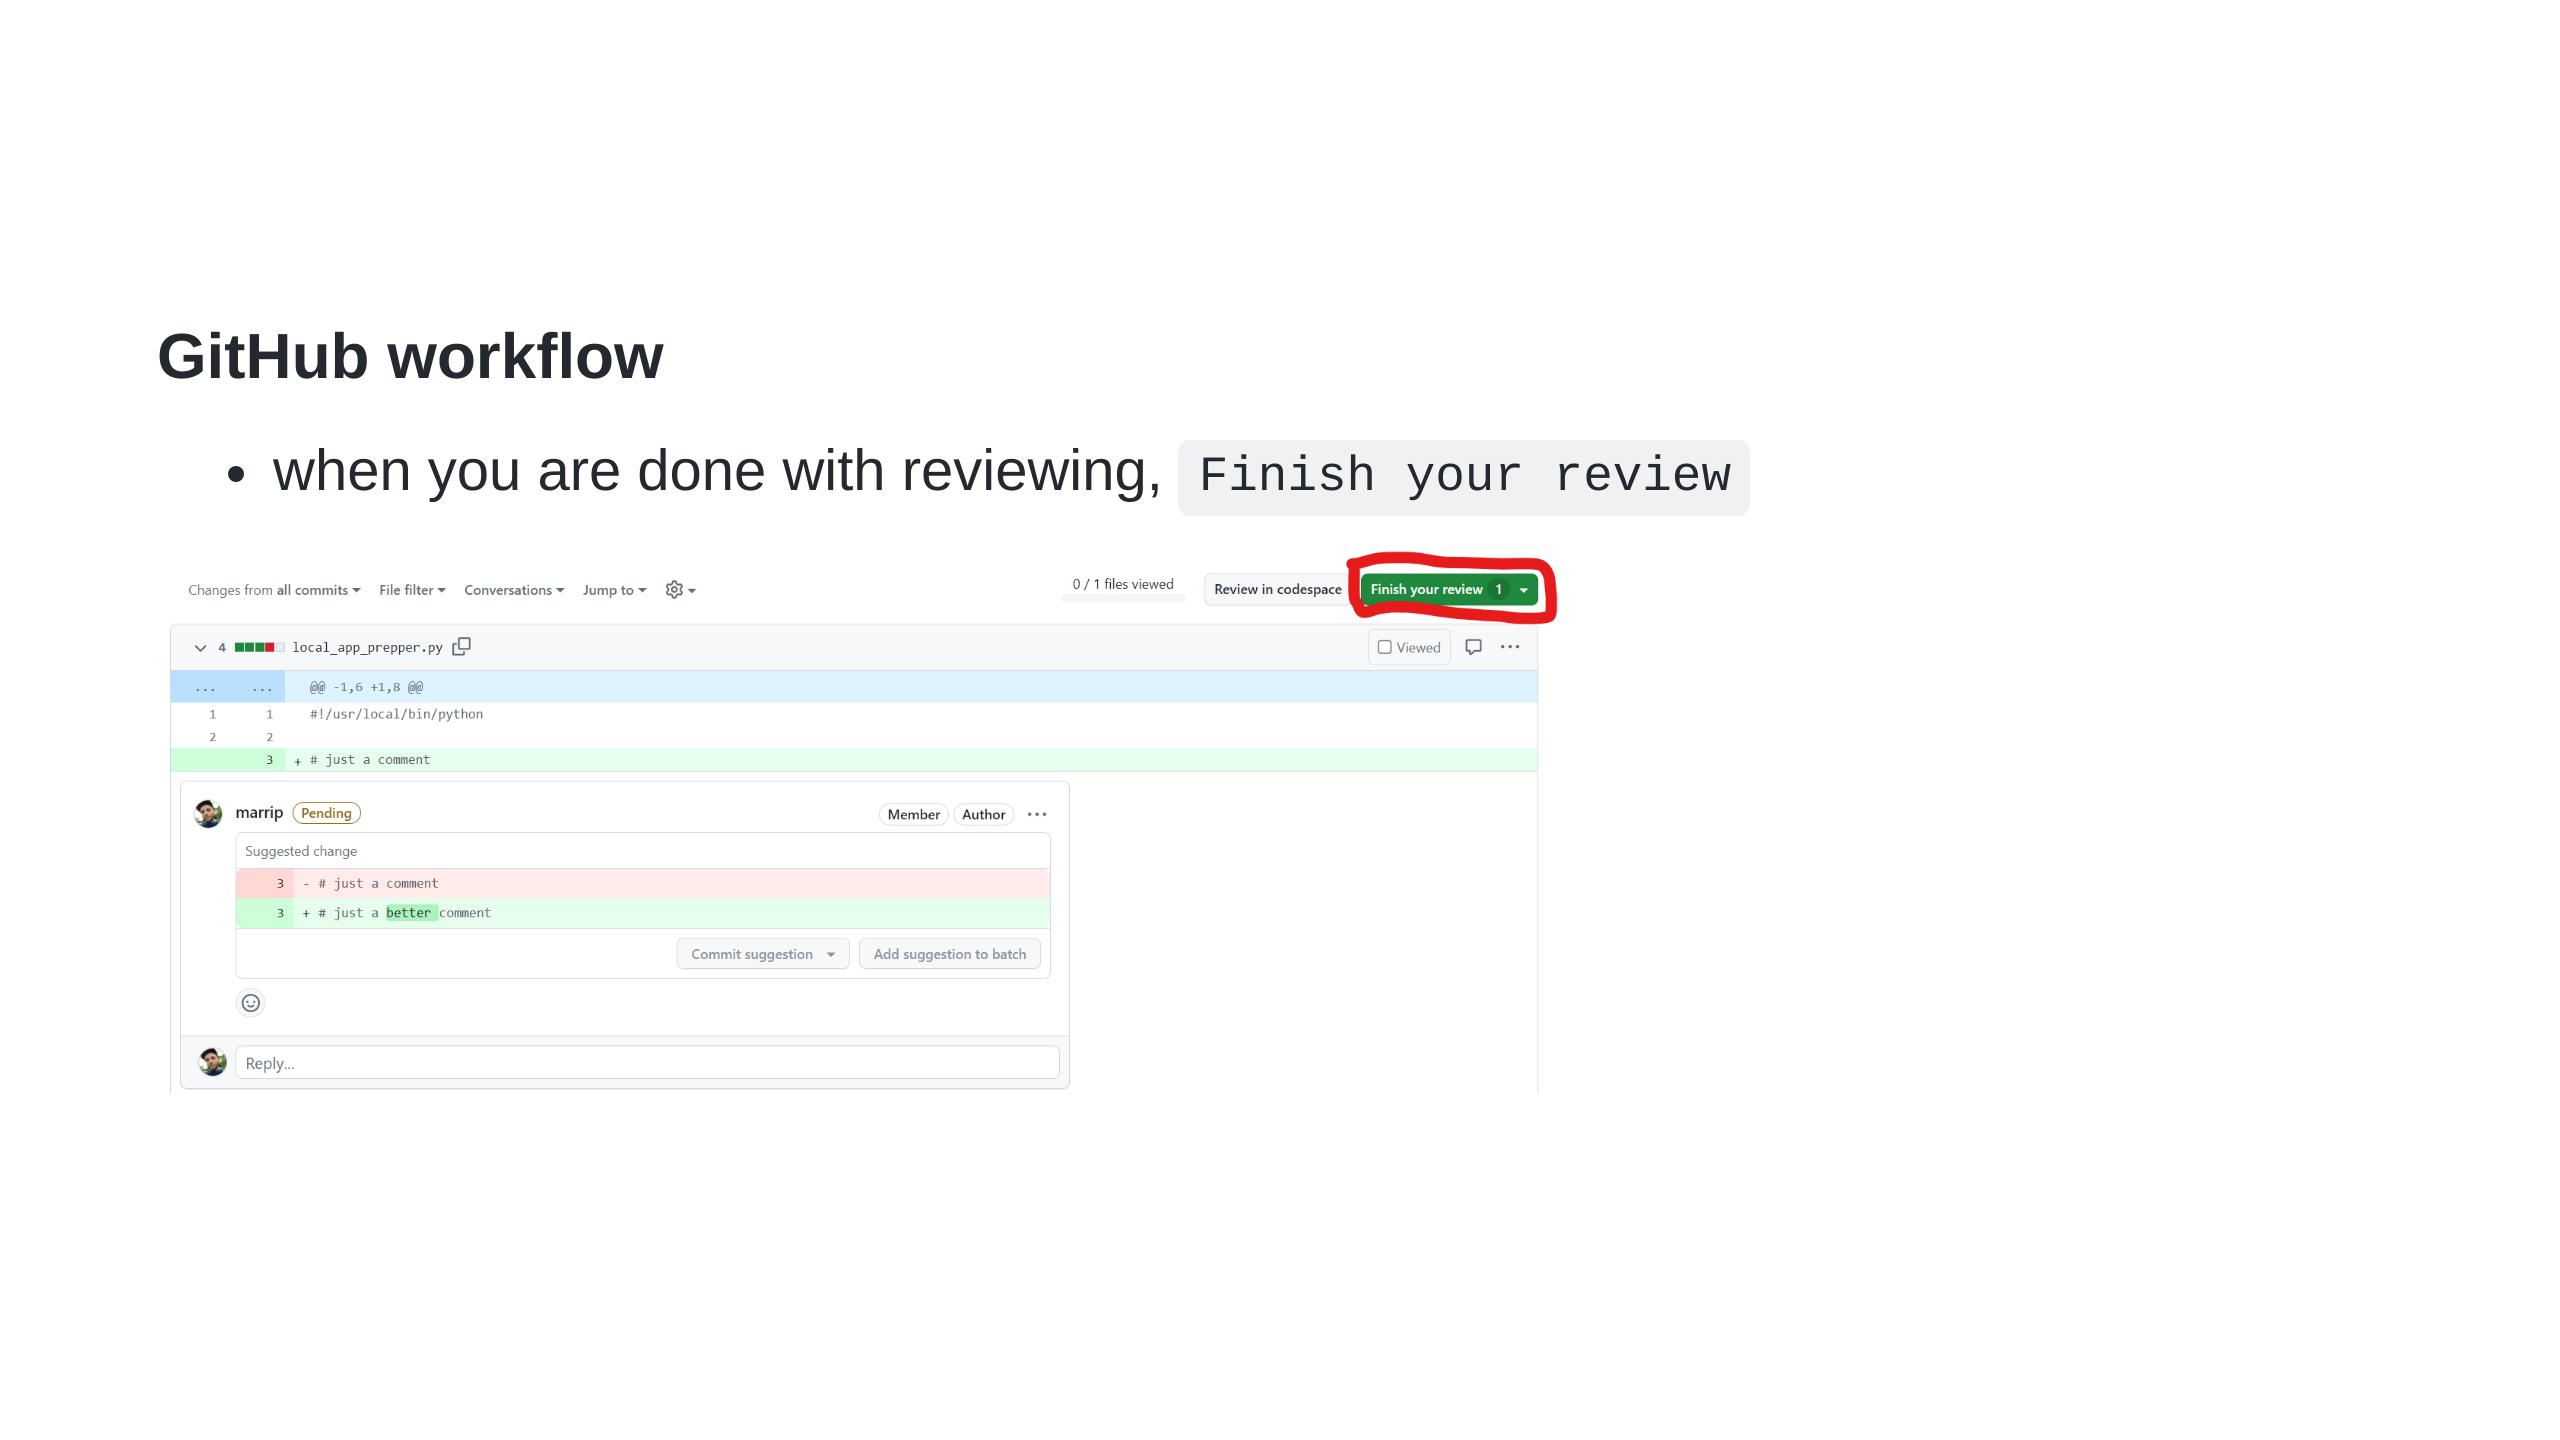 GitHub workflow
• when you are done with reviewing, Finish your review
Changes from all commits File filter Conversations Jump to 0 / 1 files viewed Review in codespace Finish your review 1
4 local_app_prepper.py Viewed
... ... @@ -1,6 +1,8 @@
1 1 #!/usr/local/bin/python
2 2
3 + # just a comment
marrip Pending Member Author
Suggested change
3 - # just a comment
3 + # just a better comment
Commit suggestion Add suggestion to batch
Reply...